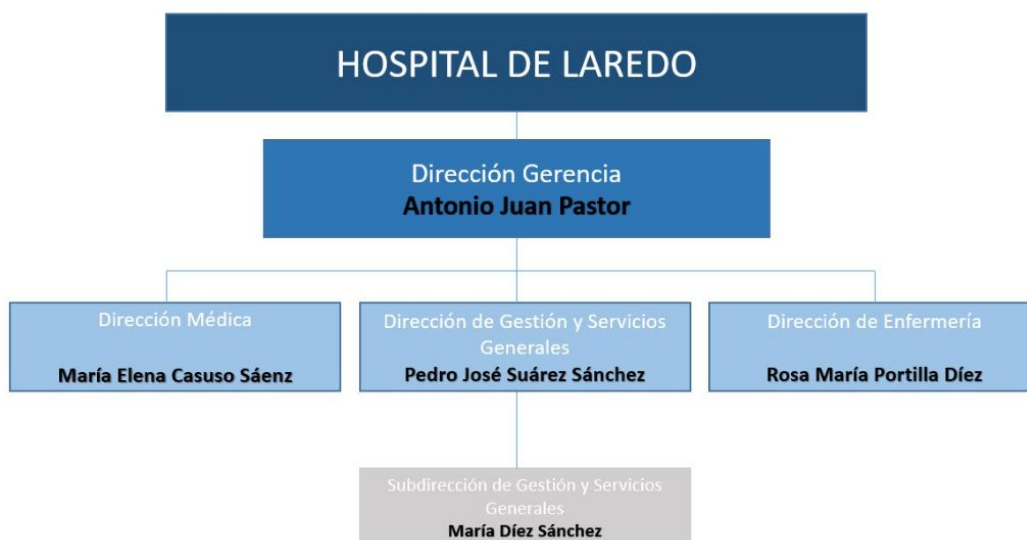 HOSPITAL DE LAREDO
Dirección Gerencia
Antonio Juan Pastor
Dirección Médica
María Elena Casuso Sáenz
Dirección de Gestión y Servicios
Generales
Pedro José Suárez Sánchez
Dirección de Enfermería
Rosa María Portilla Díez
Subdirección de Gestión y Servicios
Generales
María Díez Sánchez